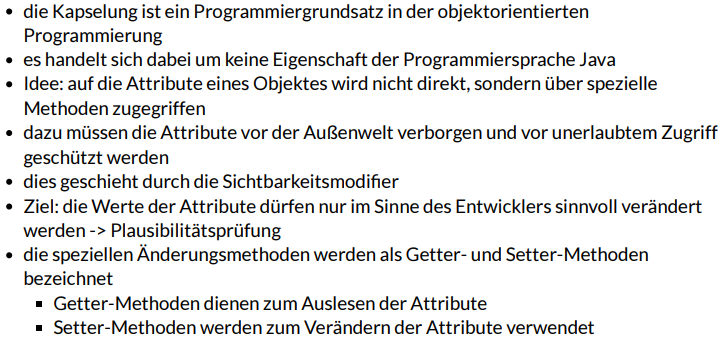 • die Kapselung ist ein Programmiergrundsatz in der objektorientierten
Programmierung
• es handelt sich dabei um keine Eigenschaft der Programmiersprache Java
• Idee: auf die Attribute eines Objektes wird nicht direkt, sondern über spezielle
Methoden zugegriffen
• dazu müssen die Attribute vor der Außenwelt verborgen und vor unerlaubtem Zugriff
geschützt werden
• dies geschieht durch die Sichtbarkeitsmodifier
• Ziel: die Werte der Attribute dürfen nur im Sinne des Entwicklers sinnvoll verändert
werden -> Plausibilitätsprüfung
• die speziellen Änderungsmethoden werden als Getter- und Setter-Methoden
bezeichnet
▪ Getter-Methoden dienen zum Auslesen der Attribute
▪ Setter-Methoden werden zum Verändern der Attribute verwendet